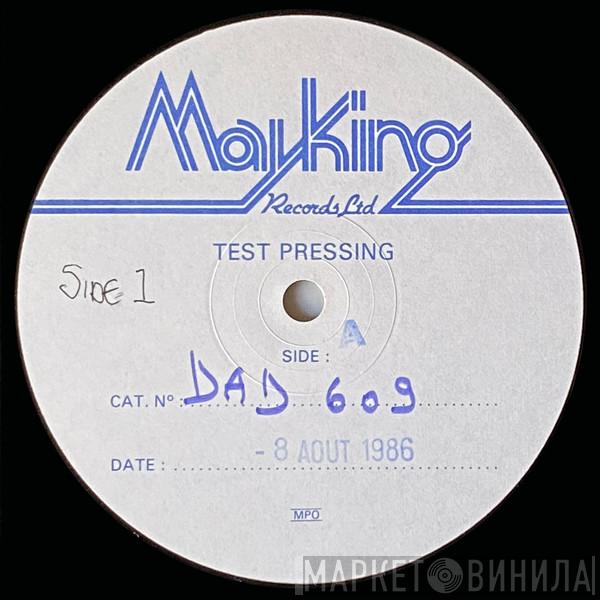 Mayking
Records Ltd
TEST PRESSING
SIDE 1
SIDE : A
CAT. Nº : DAD 609
DATE : - 8 AOUT 1986
MPO
МАРКЕТ ВИНИЛА